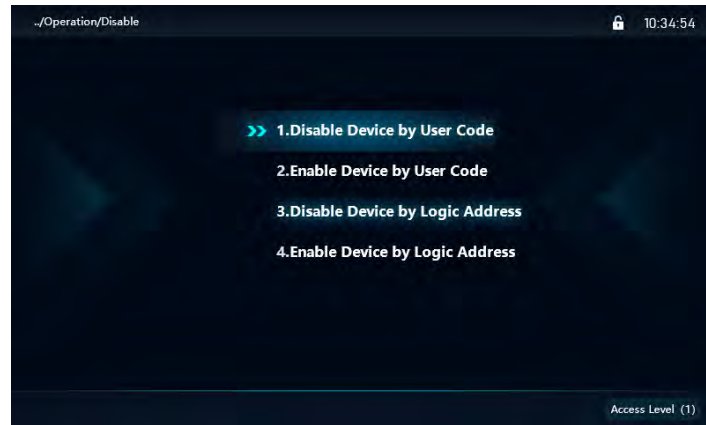 ../Operation/Disable 10:34:54
1.Disable Device by User Code
2.Enable Device by User Code
3.Disable Device by Logic Address
4.Enable Device by Logic Address
Access Level (1)